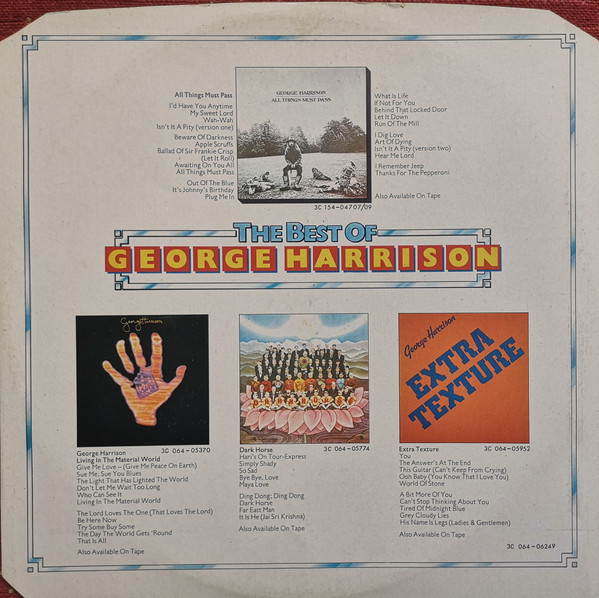 All Things Must Pass
I'd Have You Anytime
My Sweet Lord
Wah-Wah
Isn't It A Pity (version one)
Beware Of Darkness
Apple Scruffs
Ballad Of Sir Frankie Crisp
(Let It Roll)
Awaiting On You All
All Things Must Pass
Out Of The Blue
It's Johnny's Birthday
Plug Me In
GEORGE HARRISON
ALL THINGS MUST PASS
3C 154-04707/09
What Is Life
If Not For You
Behind That Locked Door
Let It Down
Run Of The Mill
I Dig Love
Art Of Dying
Isn't It A Pity (version two)
Hear Me Lord
I Remember Jeep
Thanks For The Pepperoni
Also Available On Tape
THE BEST OF
GEORGE HARRISON
George Harrison
3C 064-05370
George Harrison
Living In The Material World
Give Me Love - (Give Me Peace On Earth)
Sue Me, Sue You Blues
The Light That Has Lighted The World
Don't Let Me Wait Too Long
Who Can See It
Living In The Material World
The Lord Loves The One (That Loves The Lord)
Be Here Now
Try Some Buy Some
The Day The World Gets 'Round
That Is All
Also Available On Tape
DARK HORSE
3C 064-05774
Dark Horse
Hari's On Tour-Express
Simply Shady
So Sad
Bye Bye, Love
Maya Love
Ding Dong; Ding Dong
Dark Horse
Far East Man
It Is He (Jai Sri Krishna)
Also Available On Tape
George Harrison
EXTRA
TEXTURE
Extra Texture 3C 064-05952
You
The Answer's At The End
This Guitar (Can't Keep From Crying)
Ooh Baby (You Know That I Love You)
World Of Stone
A Bit More Of You
Can't Stop Thinking About You
Tired Of Midnight Blue
Grey Cloudy Lies
His Name Is Legs (Ladies & Gentlemen)
Also Available On Tape
3C 064-06249